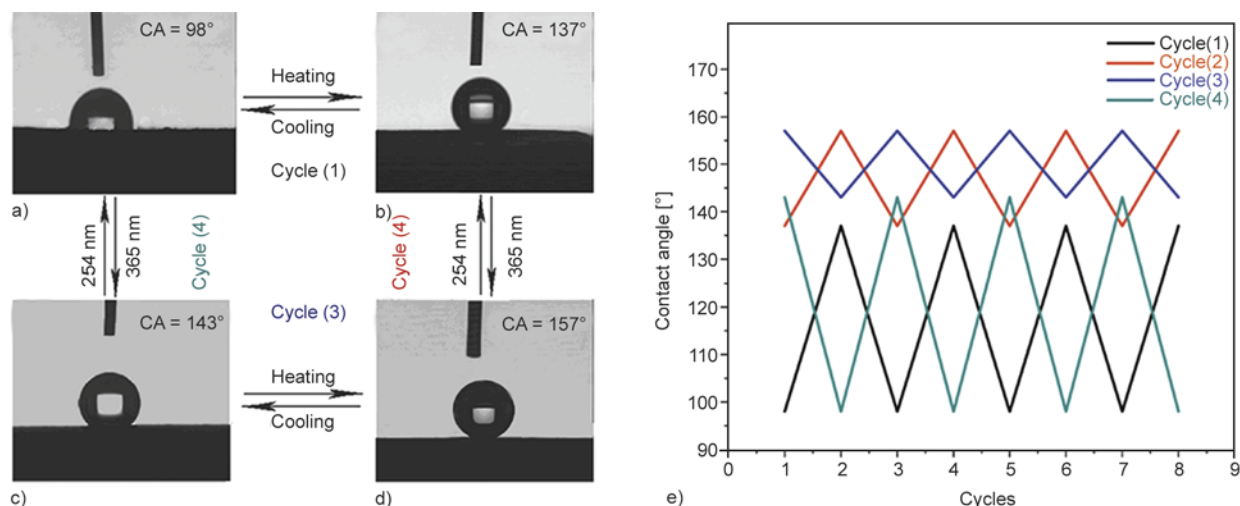 CA = 98°
Heating
Cooling
Cycle (1)
CA = 137°
a)
b)
254 nm
365 nm
Cycle (4)
Cycle (4)
254 nm
365 nm
CA = 143°
Cycle (3)
Heating
Cooling
CA = 157°
c)
d)
Cycle(1)
Cycle(2)
Cycle(3)
Cycle(4)
Contact angle [°]
170
160
150
140
130
120
110
100
90
0 1 2 3 4 5 6 7 8 9
Cycles
e)